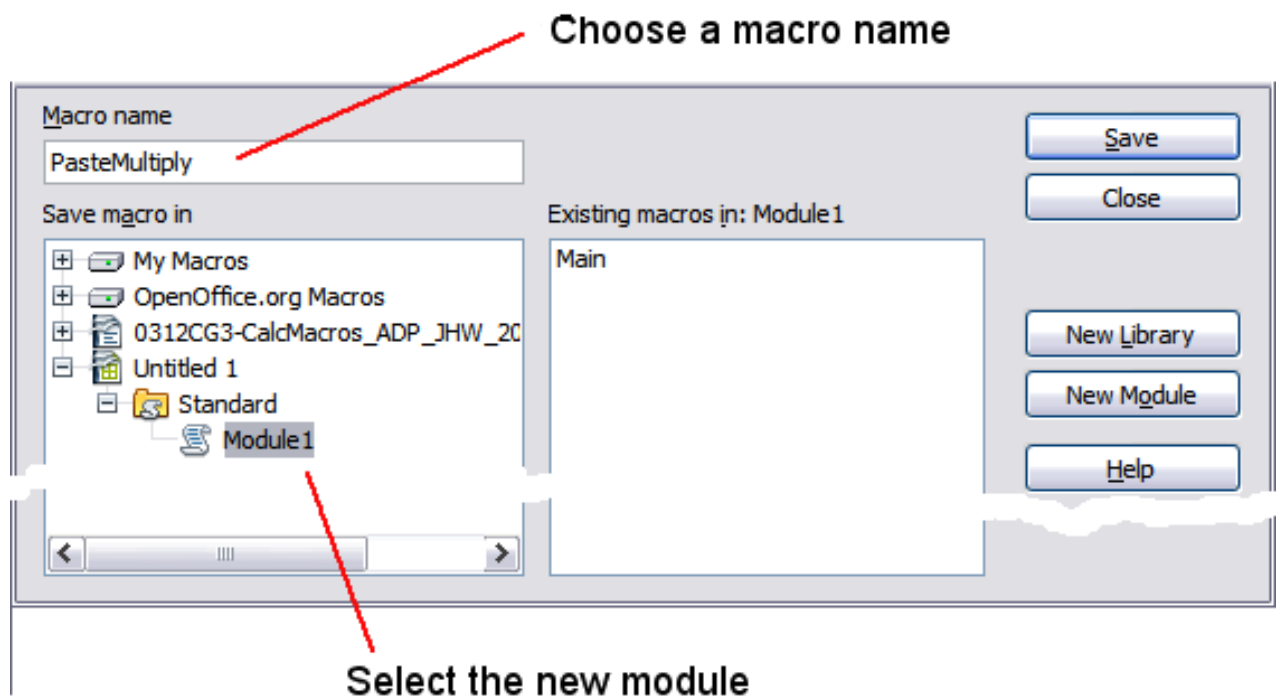 Choose a macro name
Macro name
PasteMultiply
Save macro in
My Macros
OpenOffice.org Macros
0312CG3-CalcMacros_ADP_JHW_20
Untitled 1
Standard
Module1
Existing macros in: Module1
Main
Save
Close
New Library
New Module
Help
Select the new module